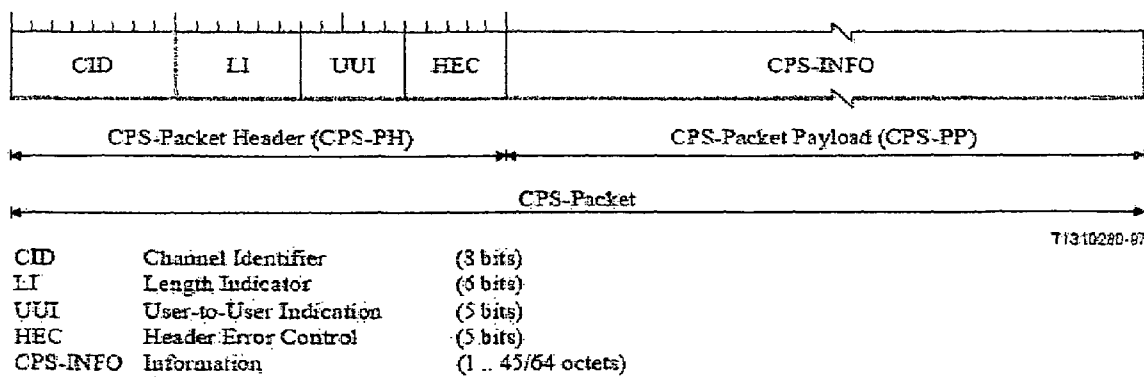 CID LI UUI HEC CPS-INFO
CPS-Packet Header (CPS-PH) CPS-Packet Payload (CPS-PP)
CPS-Packet
T1310280-97
CID Channel Identifier (8 bits)
LI Length Indicator (6 bits)
UUI User-to-User Indication (5 bits)
HEC Header Error Control (5 bits)
CPS-INFO Information (1 .. 45/64 octets)